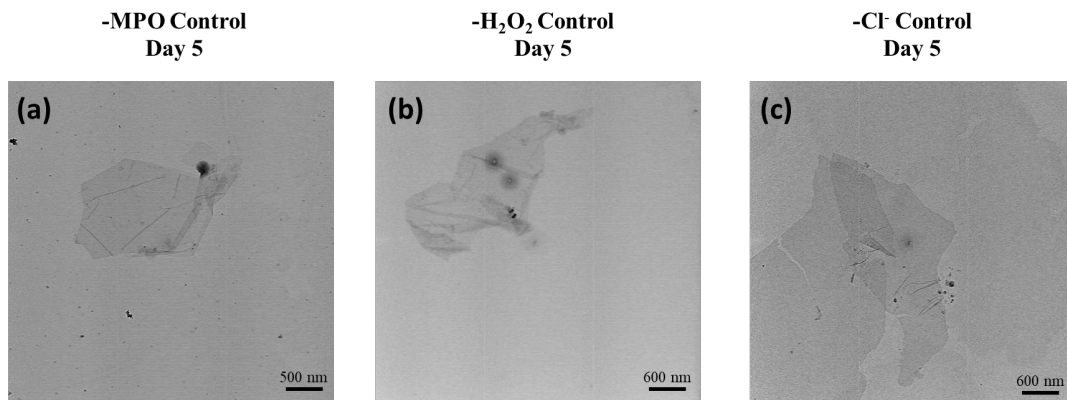 -MPO Control
Day 5
-H₂O₂ Control
Day 5
-Cl⁻ Control
Day 5
(a)
(b)
(c)
500 nm
600 nm
600 nm